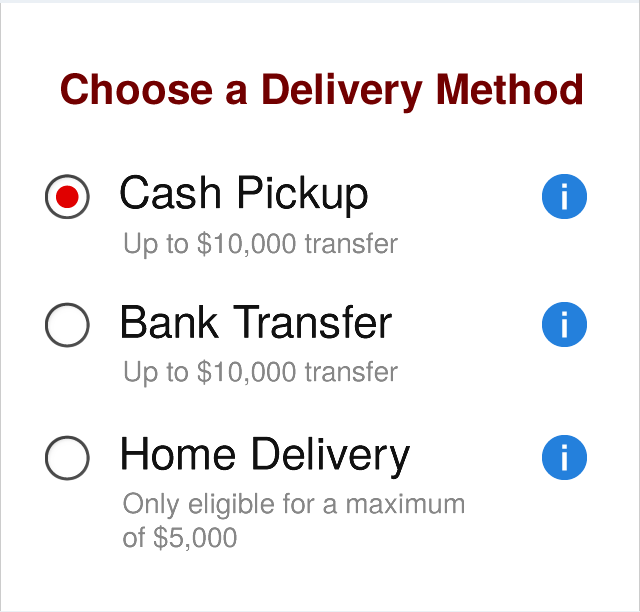 Choose a Delivery Method
Cash Pickup
i
Up to $10,000 transfer
Bank Transfer
i
Up to $10,000 transfer
Home Delivery
i
Only eligible for a maximum
of $5,000